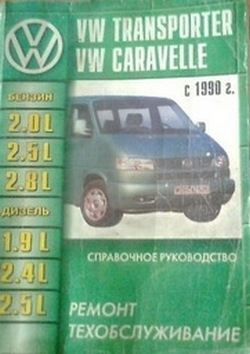 VW TRANSPORTER
VW CARAVELLE
с 1990 г.
БЕНЗИН
2.0L
2.5L
2.8L
ДИЗЕЛЬ
1.9L
2.4L
2.5L
СПРАВОЧНОЕ РУКОВОДСТВО
РЕМОНТ
ТЕХОБСЛУЖИВАНИЕ